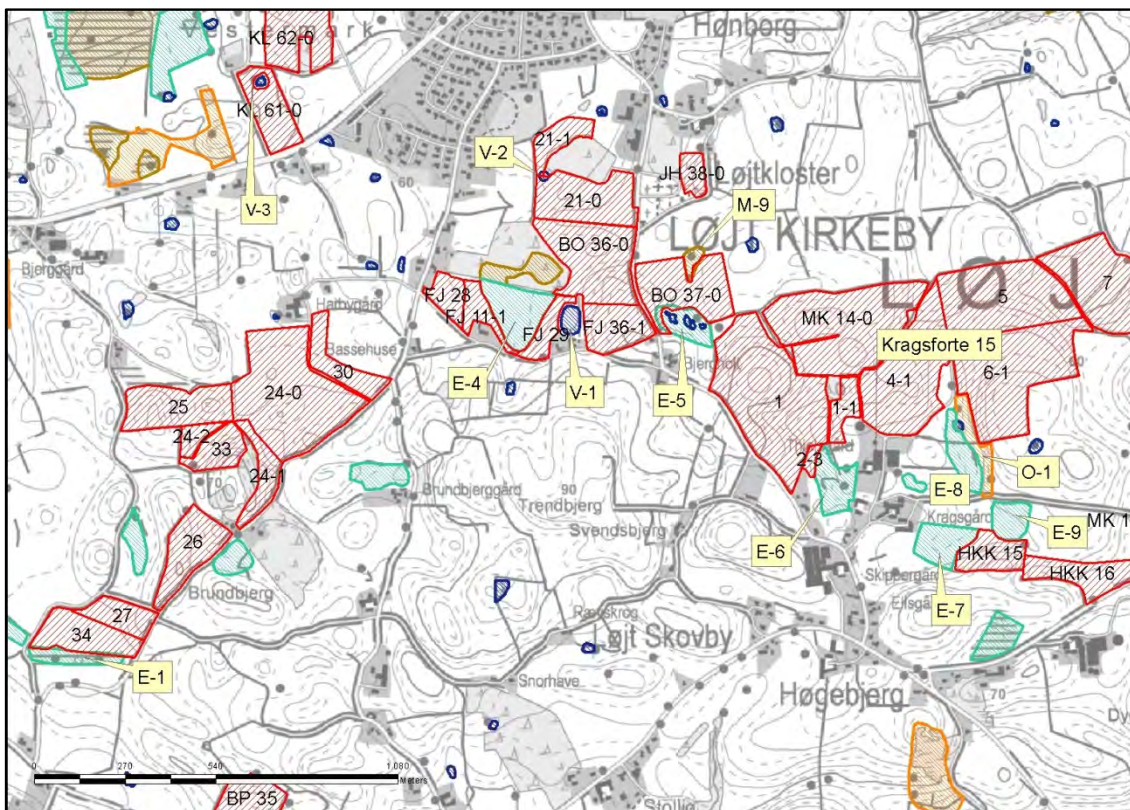 Hønborg
KL 62-0
KL 61-0
V-3
60
V-2
21-1
21-0
JH 38-0
Løjtkloster
M-9
LØJT KIRKEBY
BO 36-0
BO 37-0
L Ø J
5
7
Bjerggård
Harbygård
Bassehuse
FJ 28
FJ 11-1
FJ 29
FJ 36-1
MK 14-0
Kragsforte 15
E-4
V-1
E-5
30
24-0
25
24-2
33
24-1
70
1
1-1
4-1
6-1
2-3
O-1
E-8
E-9
E-6
Brundbjerggård
90
Trendbjerg
Svendsbjerg
Kragsgård
MK 1
HKK 15
HKK 16
E-7
Skippergård
26
Brundbjerg
27
34
E-1
Løjt Skovby
Snorhave
Høgebjerg
70
0 270 540 1.080
Meters
BP 35